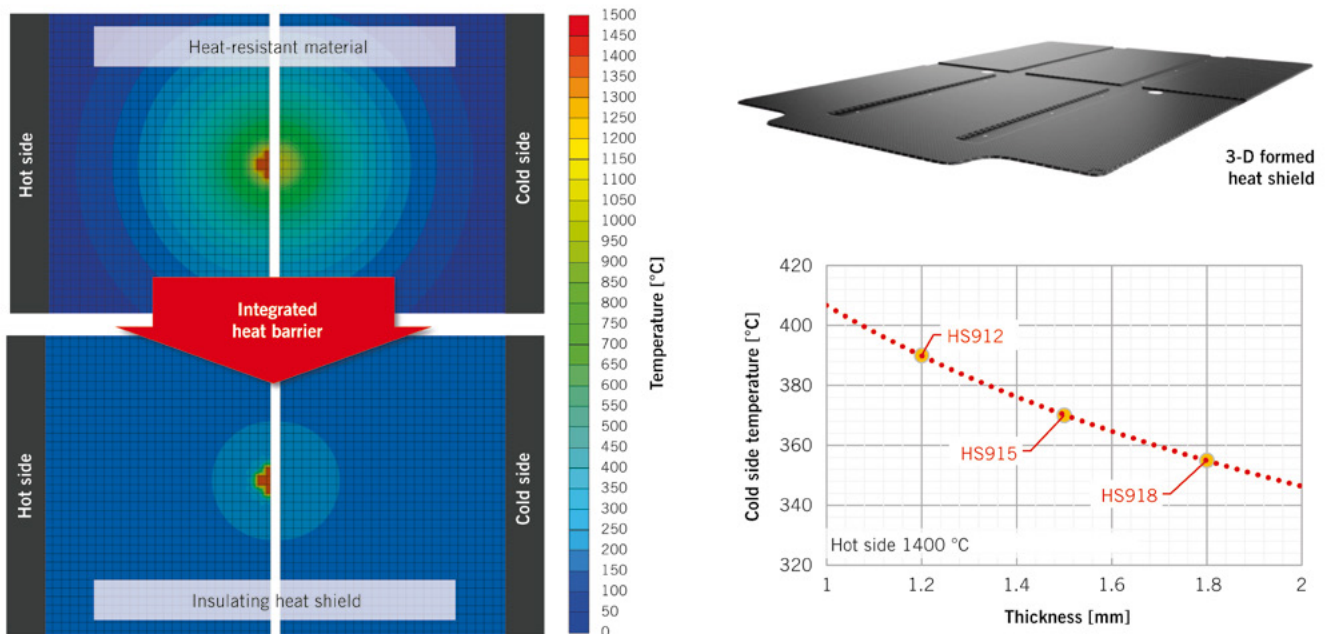 Heat-resistant material
Hot side
Cold side
Integrated
heat barrier
Hot side
Cold side
Insulating heat shield
1500
1450
1400
1350
1300
1250
1200
1150
1100
1050
1000
950
900
850
800
750
700
650
600
550
500
450
400
350
300
250
200
150
100
50
0
Temperature [°C]
3-D formed
heat shield
Cold side temperature [°C]
420
400
380
360
340
320
HS912
HS915
HS918
Hot side 1400 °C
1
1.2
1.4
1.6
1.8
2
Thickness [mm]